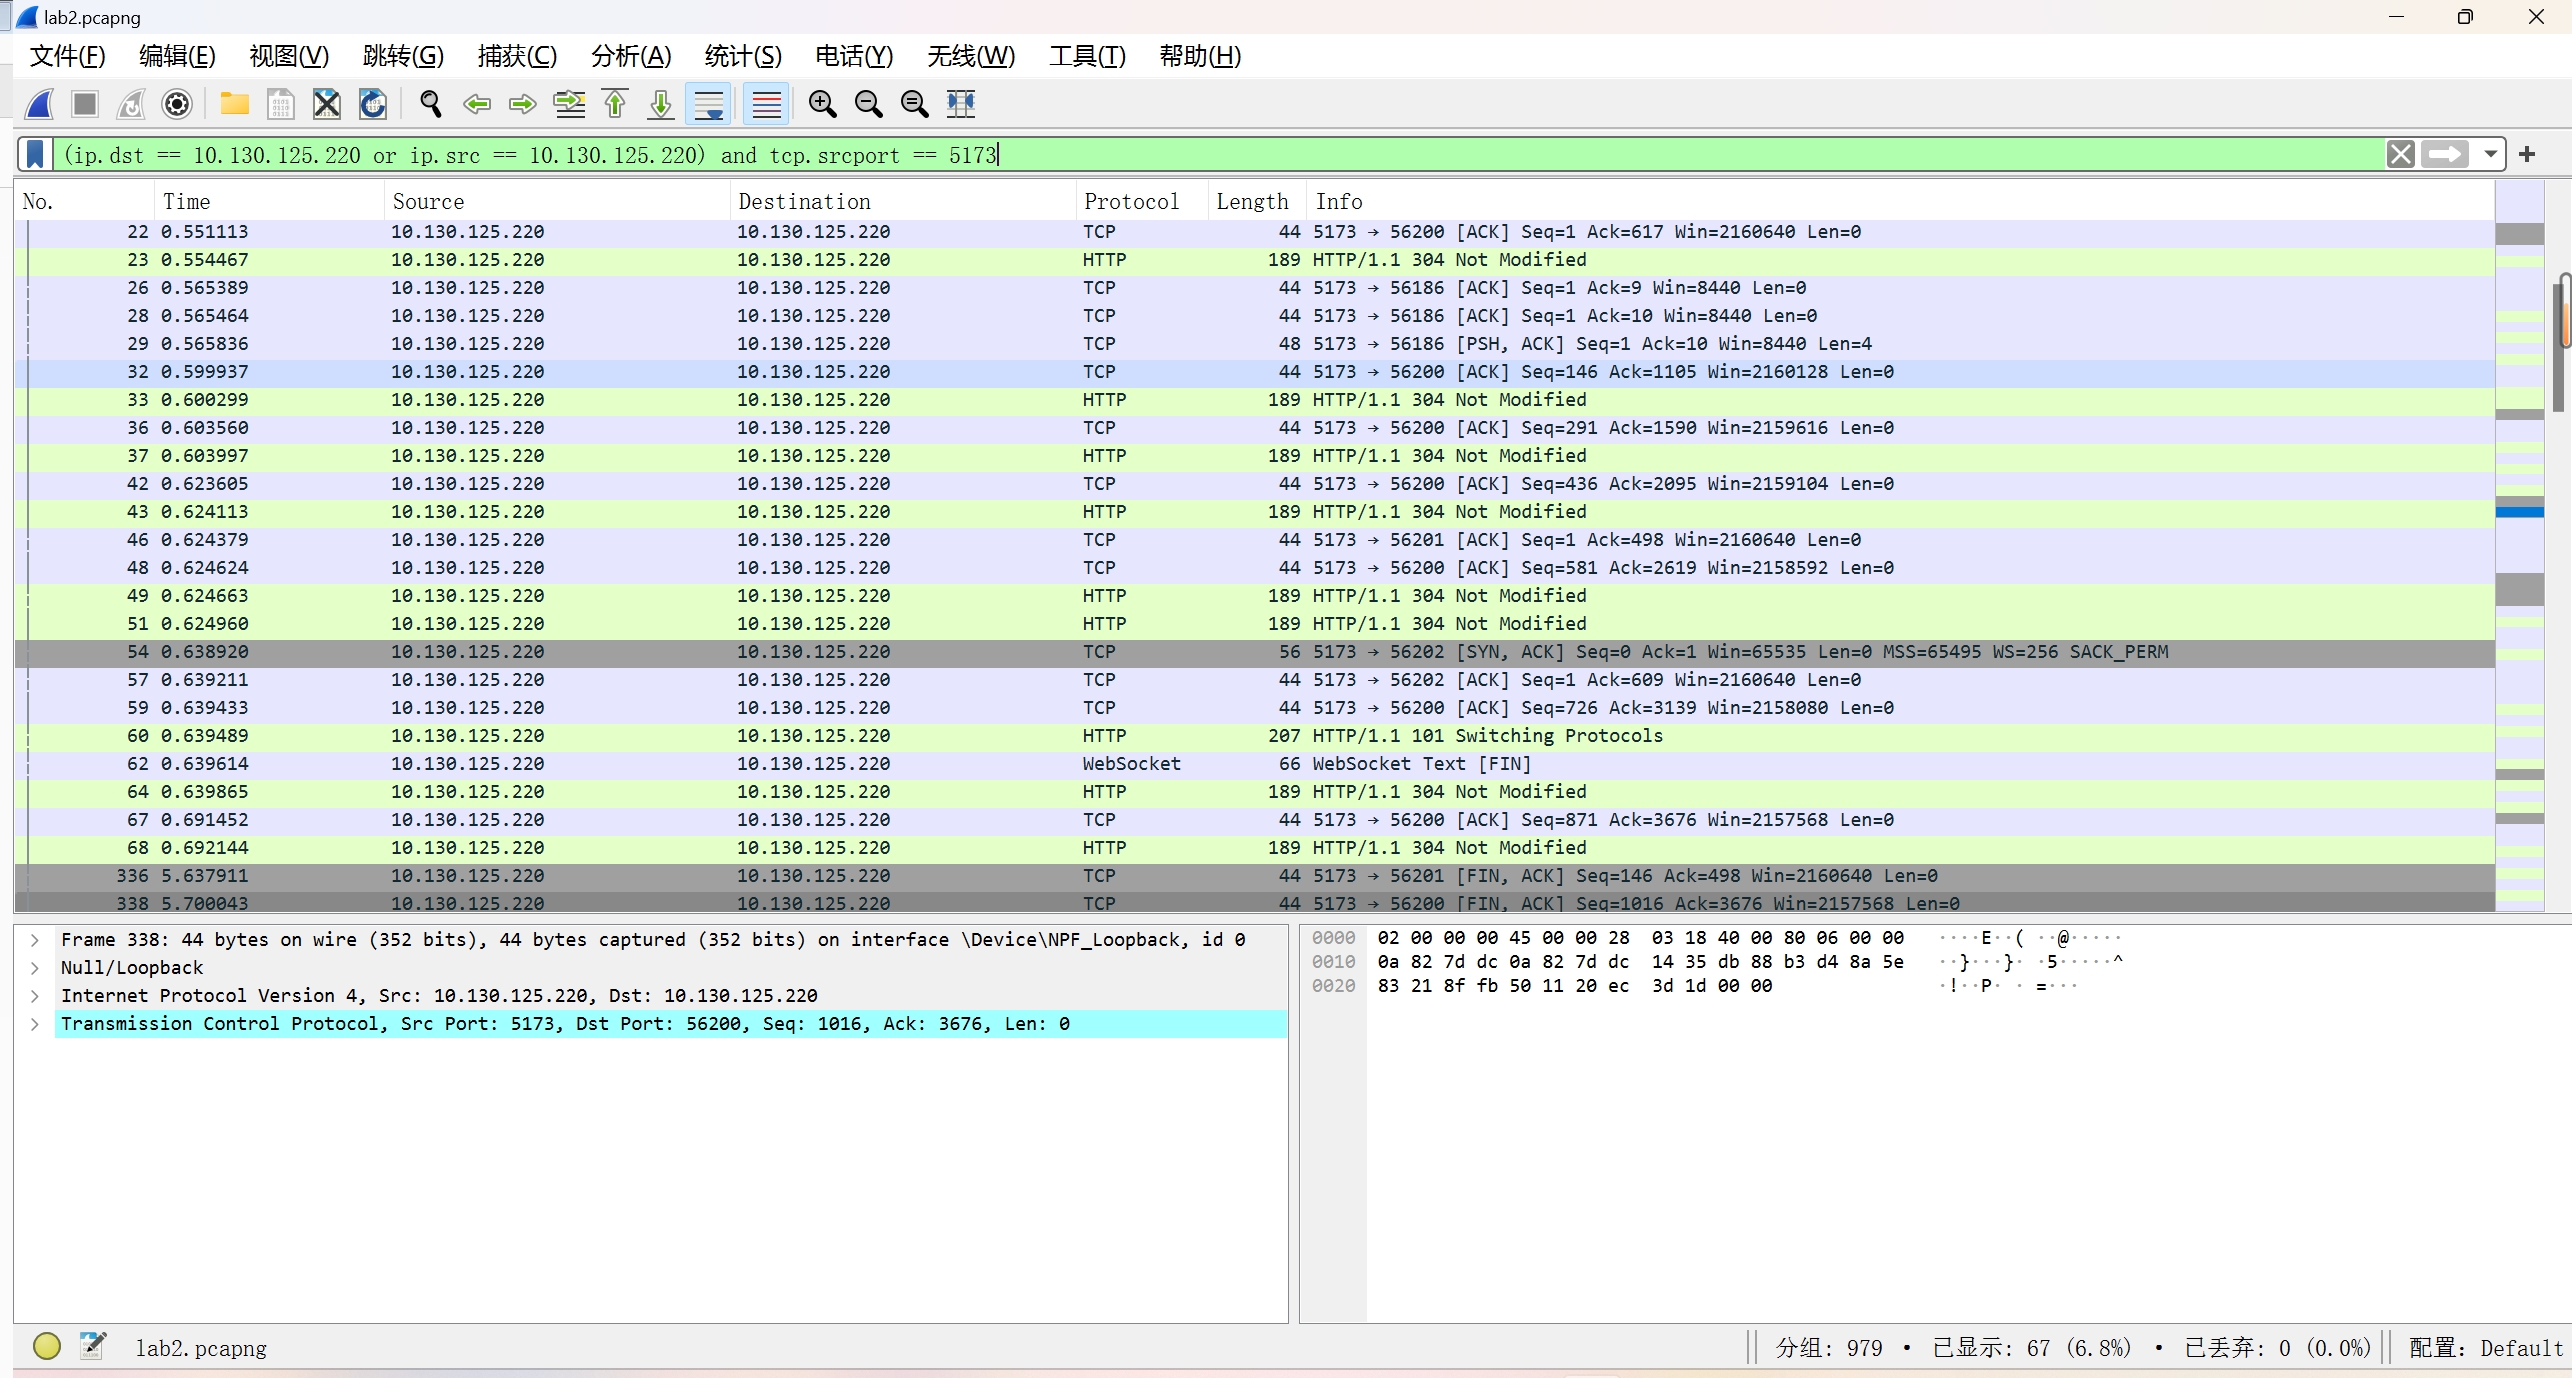 lab2.pcapng
文件(F) 编辑(E) 视图(V) 跳转(G) 捕获(C) 分析(A) 统计(S) 电话(Y) 无线(W) 工具(T) 帮助(H)
(ip.dst == 10.130.125.220 or ip.src == 10.130.125.220) and tcp.srcport == 5173
No. Time Source Destination Protocol Length Info
22 0.551113 10.130.125.220 10.130.125.220 TCP 44 5173 → 56200 [ACK] Seq=1 Ack=617 Win=2160640 Len=0
23 0.554467 10.130.125.220 10.130.125.220 HTTP 189 HTTP/1.1 304 Not Modified
26 0.565389 10.130.125.220 10.130.125.220 TCP 44 5173 → 56186 [ACK] Seq=1 Ack=9 Win=8440 Len=0
28 0.565464 10.130.125.220 10.130.125.220 TCP 44 5173 → 56186 [ACK] Seq=1 Ack=10 Win=8440 Len=0
29 0.565836 10.130.125.220 10.130.125.220 TCP 48 5173 → 56186 [PSH, ACK] Seq=1 Ack=10 Win=8440 Len=4
32 0.599937 10.130.125.220 10.130.125.220 TCP 44 5173 → 56200 [ACK] Seq=146 Ack=1105 Win=2160128 Len=0
33 0.600299 10.130.125.220 10.130.125.220 HTTP 189 HTTP/1.1 304 Not Modified
36 0.603560 10.130.125.220 10.130.125.220 TCP 44 5173 → 56200 [ACK] Seq=291 Ack=1590 Win=2159616 Len=0
37 0.603997 10.130.125.220 10.130.125.220 HTTP 189 HTTP/1.1 304 Not Modified
42 0.623605 10.130.125.220 10.130.125.220 TCP 44 5173 → 56200 [ACK] Seq=436 Ack=2095 Win=2159104 Len=0
43 0.624113 10.130.125.220 10.130.125.220 HTTP 189 HTTP/1.1 304 Not Modified
46 0.624379 10.130.125.220 10.130.125.220 TCP 44 5173 → 56201 [ACK] Seq=1 Ack=498 Win=2160640 Len=0
48 0.624624 10.130.125.220 10.130.125.220 TCP 44 5173 → 56200 [ACK] Seq=581 Ack=2619 Win=2158592 Len=0
49 0.624663 10.130.125.220 10.130.125.220 HTTP 189 HTTP/1.1 304 Not Modified
51 0.624960 10.130.125.220 10.130.125.220 HTTP 189 HTTP/1.1 304 Not Modified
54 0.638920 10.130.125.220 10.130.125.220 TCP 56 5173 → 56202 [SYN, ACK] Seq=0 Ack=1 Win=65535 Len=0 MSS=65495 WS=256 SACK_PERM
57 0.639211 10.130.125.220 10.130.125.220 TCP 44 5173 → 56202 [ACK] Seq=1 Ack=609 Win=2160640 Len=0
59 0.639433 10.130.125.220 10.130.125.220 TCP 44 5173 → 56200 [ACK] Seq=726 Ack=3139 Win=2158080 Len=0
60 0.639489 10.130.125.220 10.130.125.220 HTTP 207 HTTP/1.1 101 Switching Protocols
62 0.639614 10.130.125.220 10.130.125.220 WebSocket 66 WebSocket Text [FIN]
64 0.639865 10.130.125.220 10.130.125.220 HTTP 189 HTTP/1.1 304 Not Modified
67 0.691452 10.130.125.220 10.130.125.220 TCP 44 5173 → 56200 [ACK] Seq=871 Ack=3676 Win=2157568 Len=0
68 0.692144 10.130.125.220 10.130.125.220 HTTP 189 HTTP/1.1 304 Not Modified
336 5.637911 10.130.125.220 10.130.125.220 TCP 44 5173 → 56201 [FIN, ACK] Seq=146 Ack=498 Win=2160640 Len=0
338 5.700043 10.130.125.220 10.130.125.220 TCP 44 5173 → 56200 [FIN, ACK] Seq=1016 Ack=3676 Win=2157568 Len=0
Frame 338: 44 bytes on wire (352 bits), 44 bytes captured (352 bits) on interface \Device\NPF_Loopback, id 0
Null/Loopback
Internet Protocol Version 4, Src: 10.130.125.220, Dst: 10.130.125.220
Transmission Control Protocol, Src Port: 5173, Dst Port: 56200, Seq: 1016, Ack: 3676, Len: 0
0000 02 00 00 00 45 00 00 28 03 18 40 00 80 06 00 00 ····E··( ··@·····
0010 0a 82 7d dc 0a 82 7d dc 14 35 db 88 b3 d4 8a 5e ··}···}· ·5·····^
0020 83 21 8f fb 50 11 20 ec 3d 1d 00 00 ·!··P· · =···
lab2.pcapng
分组: 979 · 已显示: 67 (6.8%) · 已丢弃: 0 (0.0%)
配置: Default